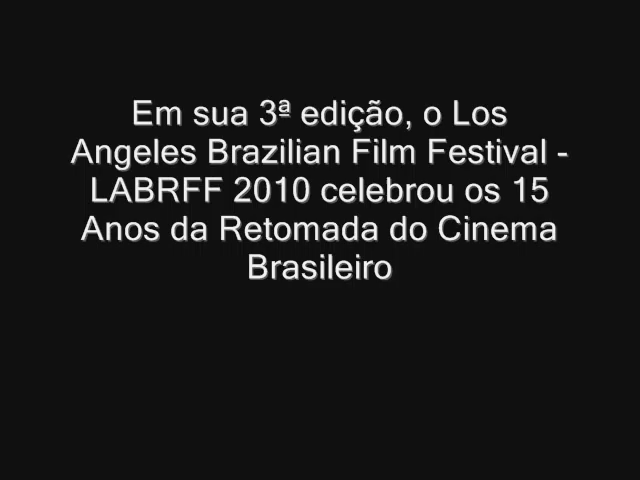 Em sua 3ª edição, o Los
Angeles Brazilian Film Festival -
LABRFF 2010 celebrou os 15
Anos da Retomada do Cinema
Brasileiro